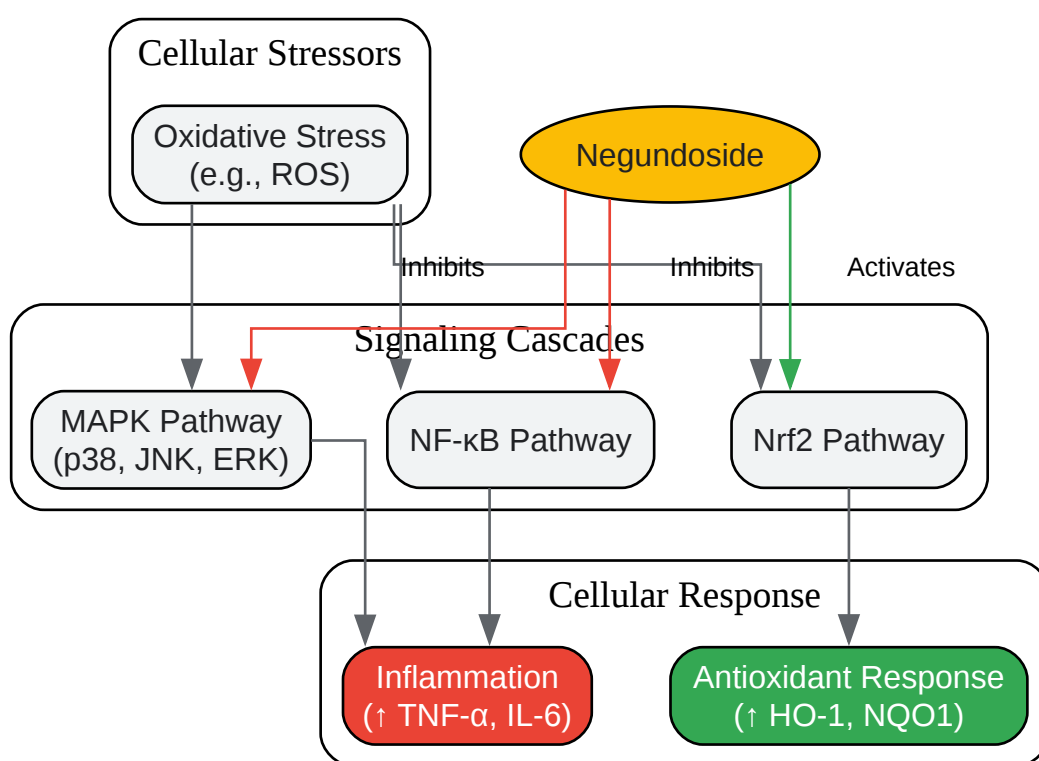 Cellular Stressors
Oxidative Stress
(e.g., ROS)
Negundoside
Inhibits
Inhibits
Activates
Signaling Cascades
MAPK Pathway
(p38, JNK, ERK)
NF-κB Pathway
Nrf2 Pathway
Cellular Response
Inflammation
(↑ TNF-α, IL-6)
Antioxidant Response
(↑ HO-1, NQO1)